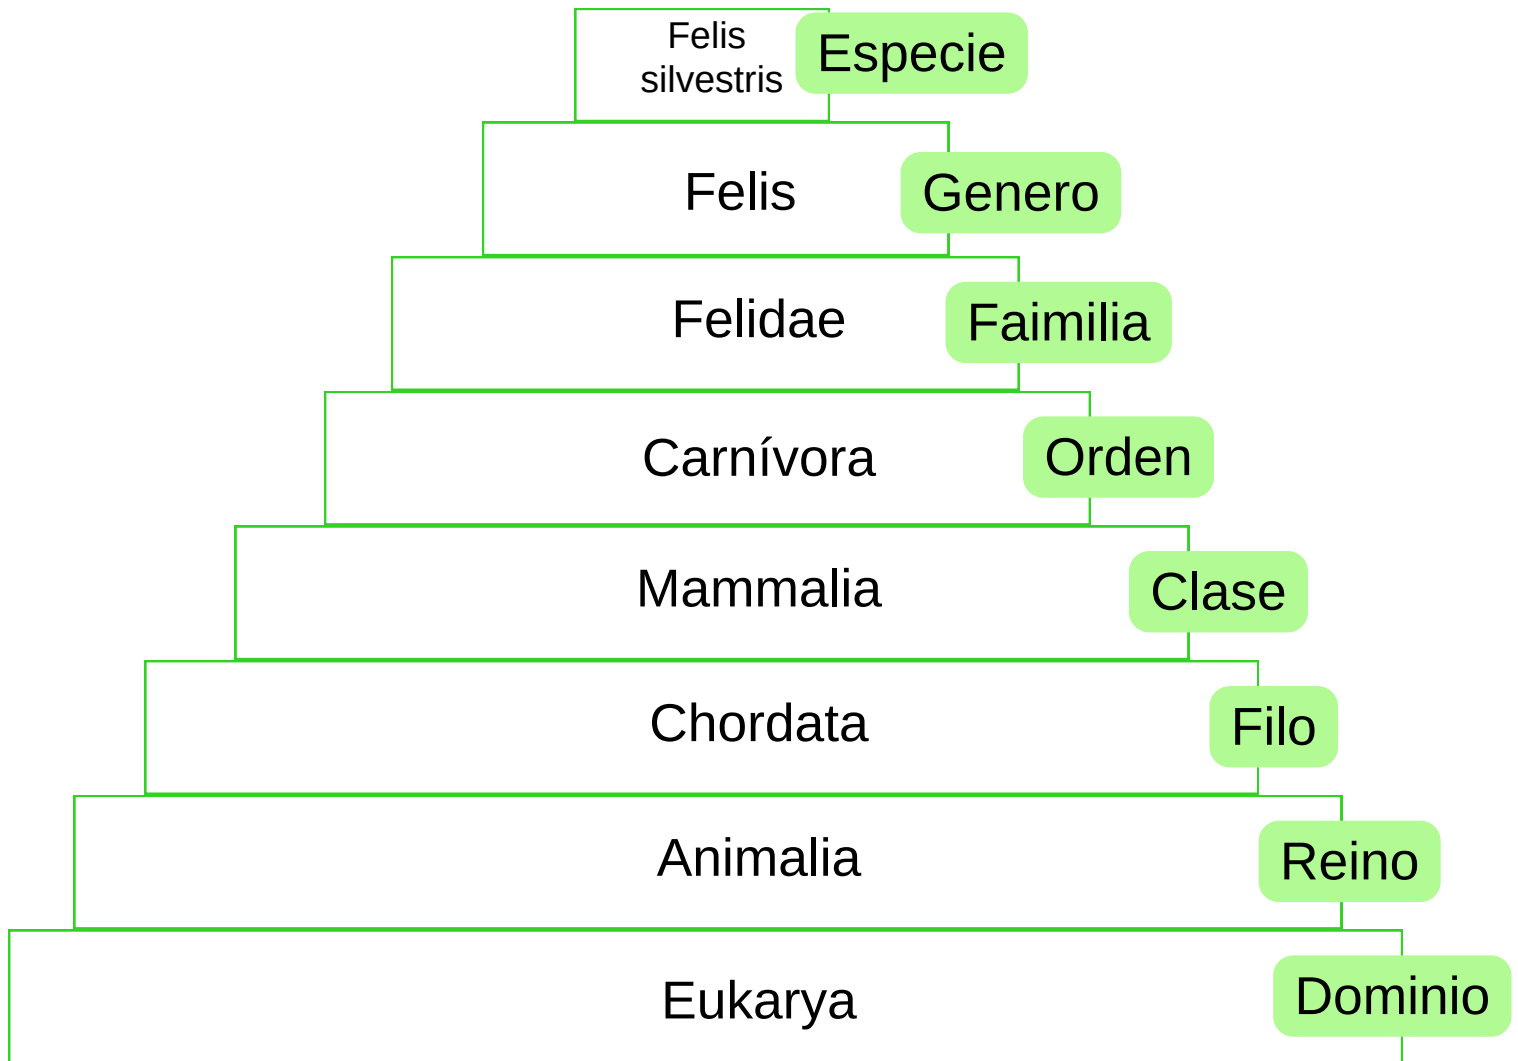 Felis
silvestris
Especie
Felis
Genero
Felidae
Faimilia
Carnívora
Orden
Mammalia
Clase
Chordata
Filo
Animalia
Reino
Eukarya
Dominio